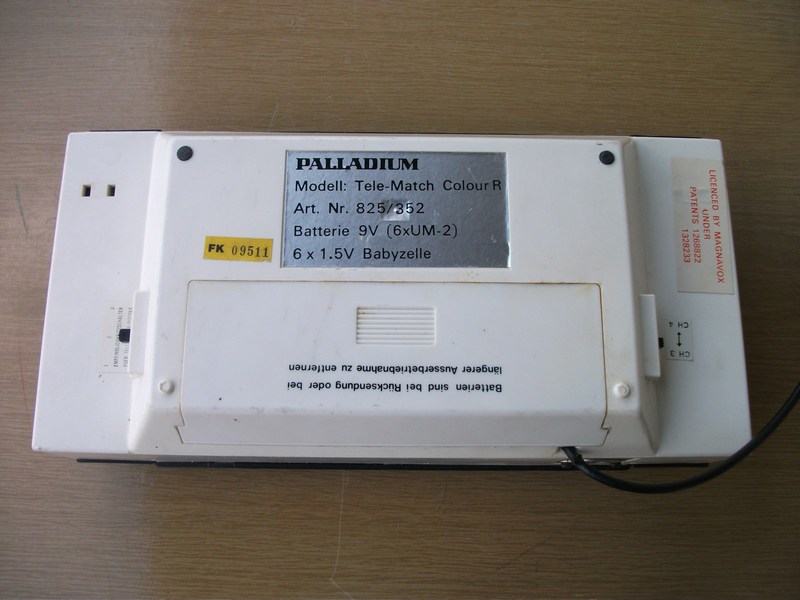 PALLADIUM
Modell: Tele-Match Colour R
Art. Nr. 825/352
Batterie 9V (6xUM-2)
6 x 1.5V Babyzelle
FK 09511
LICENCED BY MAGNAVOX
UNDER
PATENTS 1268822
1328233
CH 3
CH 4
Batterien sind bei Rücksendung oder bei
längerer Ausserbetriebnahme zu entfernen